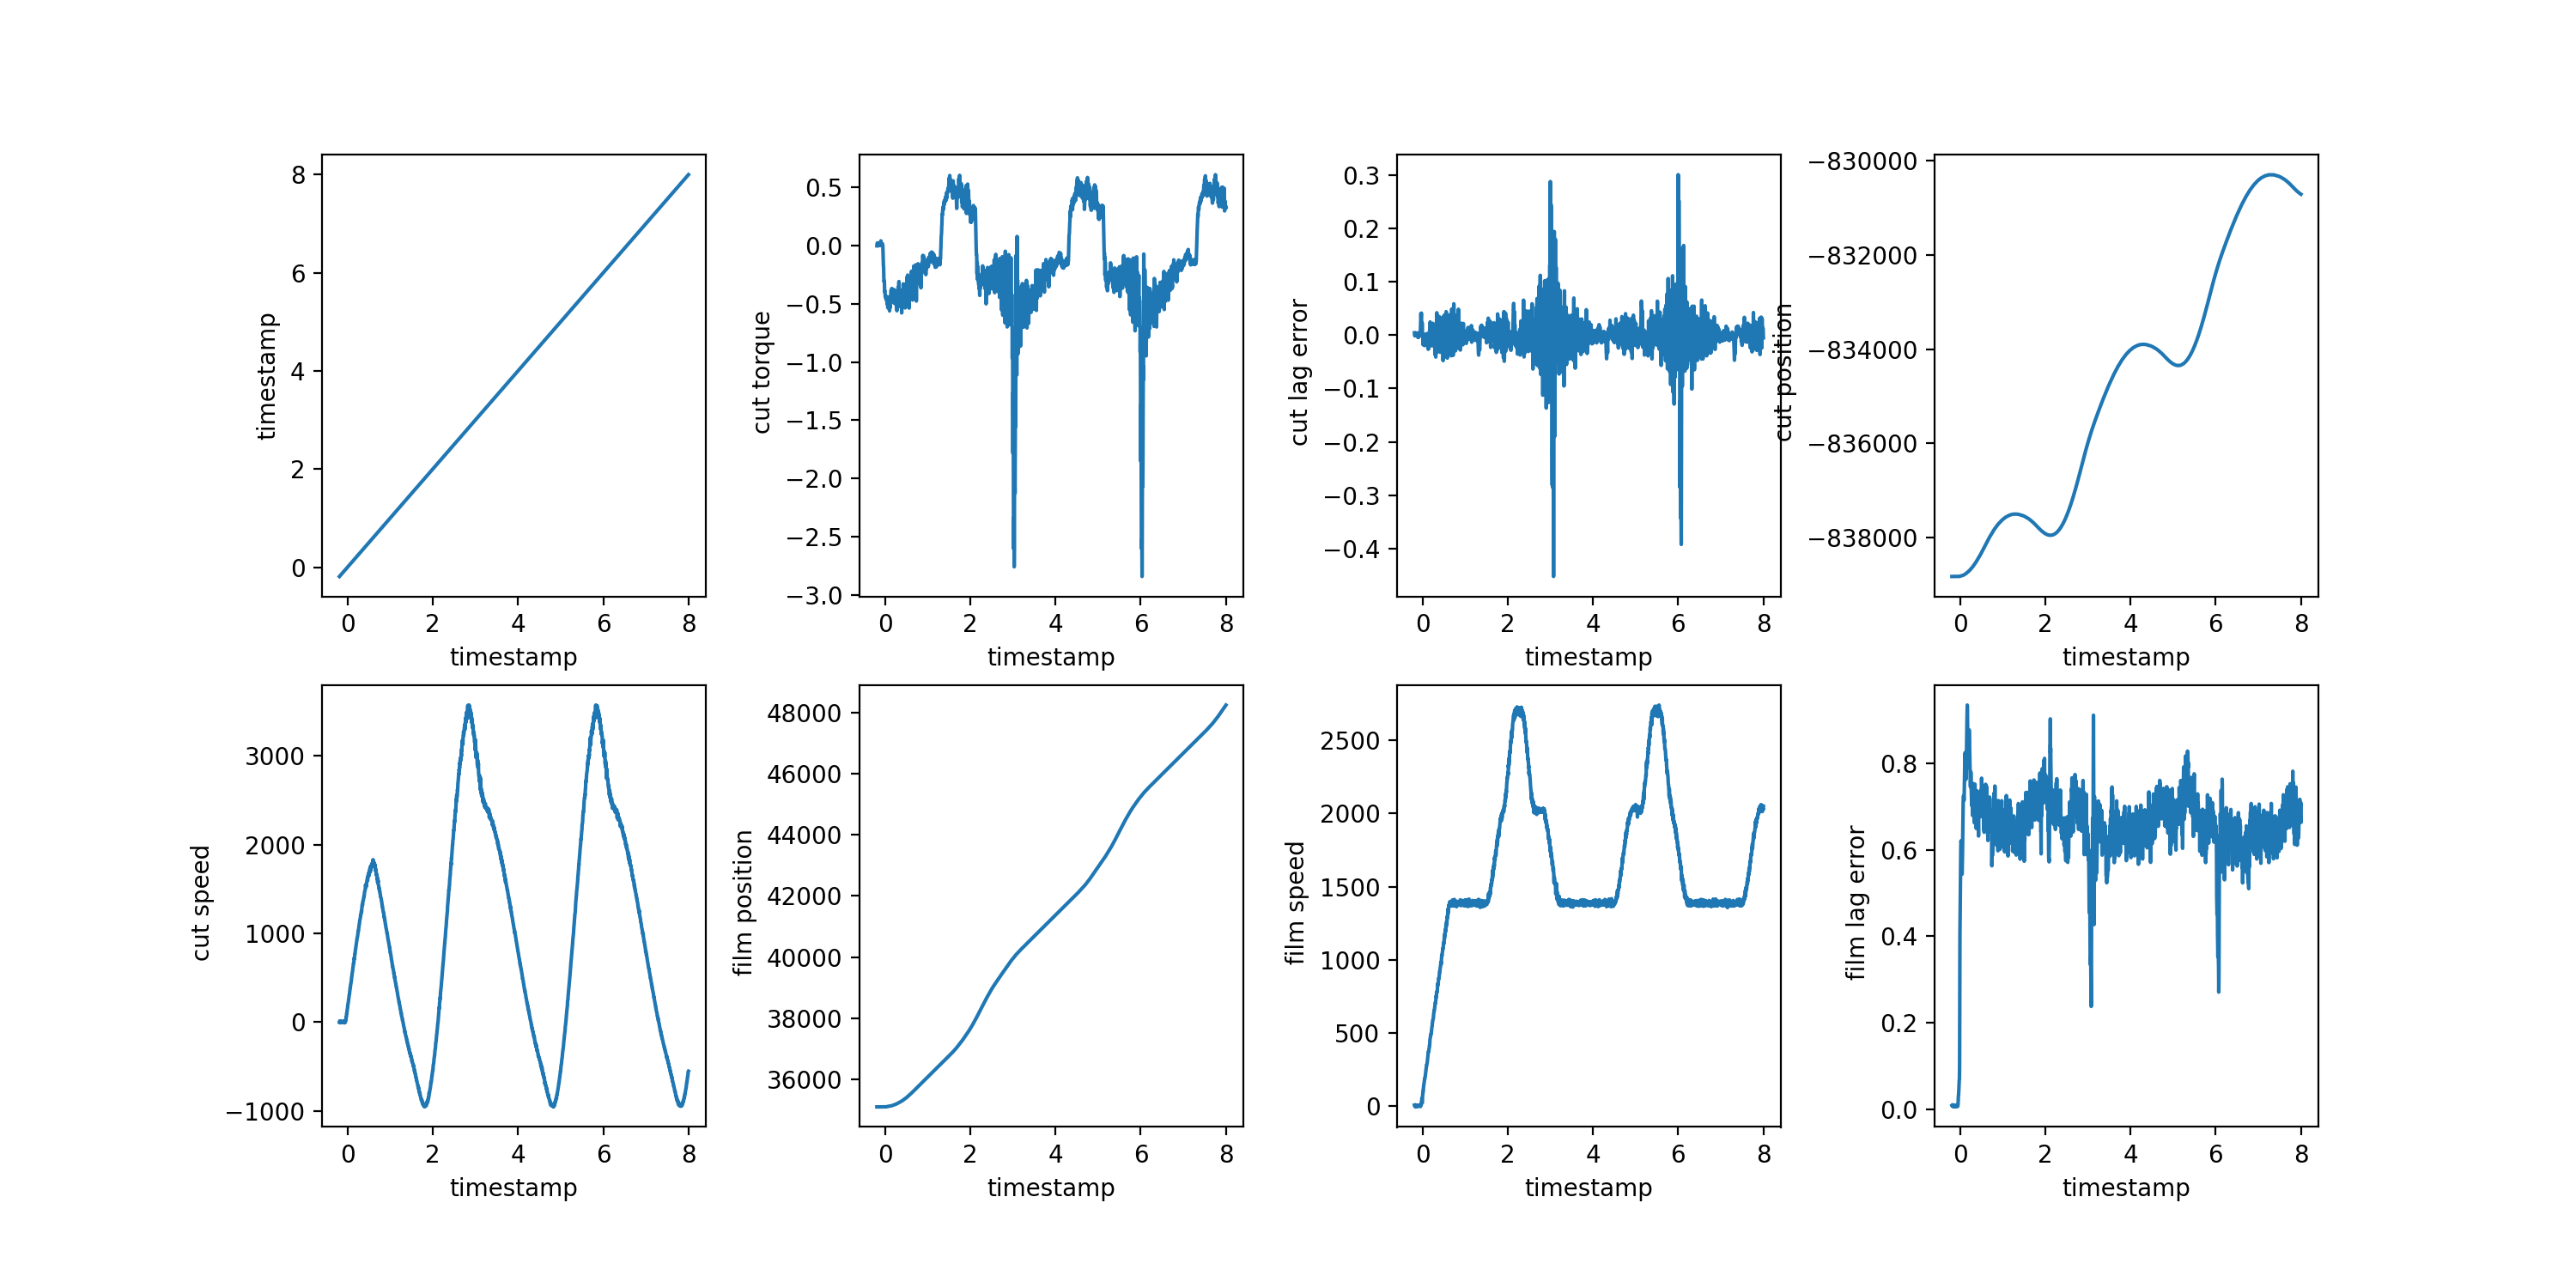 8
6
4
2
0
timestamp
0 2 4 6 8
timestamp
0.5
0.0
−0.5
−1.0
−1.5
−2.0
−2.5
−3.0
cut torque
0 2 4 6 8
timestamp
0.3
0.2
0.1
0.0
−0.1
−0.2
−0.3
−0.4
cut lag error
0 2 4 6 8
timestamp
−830000
−832000
−834000
−836000
−838000
cut position
0 2 4 6 8
timestamp
3000
2000
1000
0
−1000
cut speed
0 2 4 6 8
timestamp
48000
46000
44000
42000
40000
38000
36000
film position
0 2 4 6 8
timestamp
2500
2000
1500
1000
500
0
film speed
0 2 4 6 8
timestamp
0.8
0.6
0.4
0.2
0.0
film lag error
0 2 4 6 8
timestamp